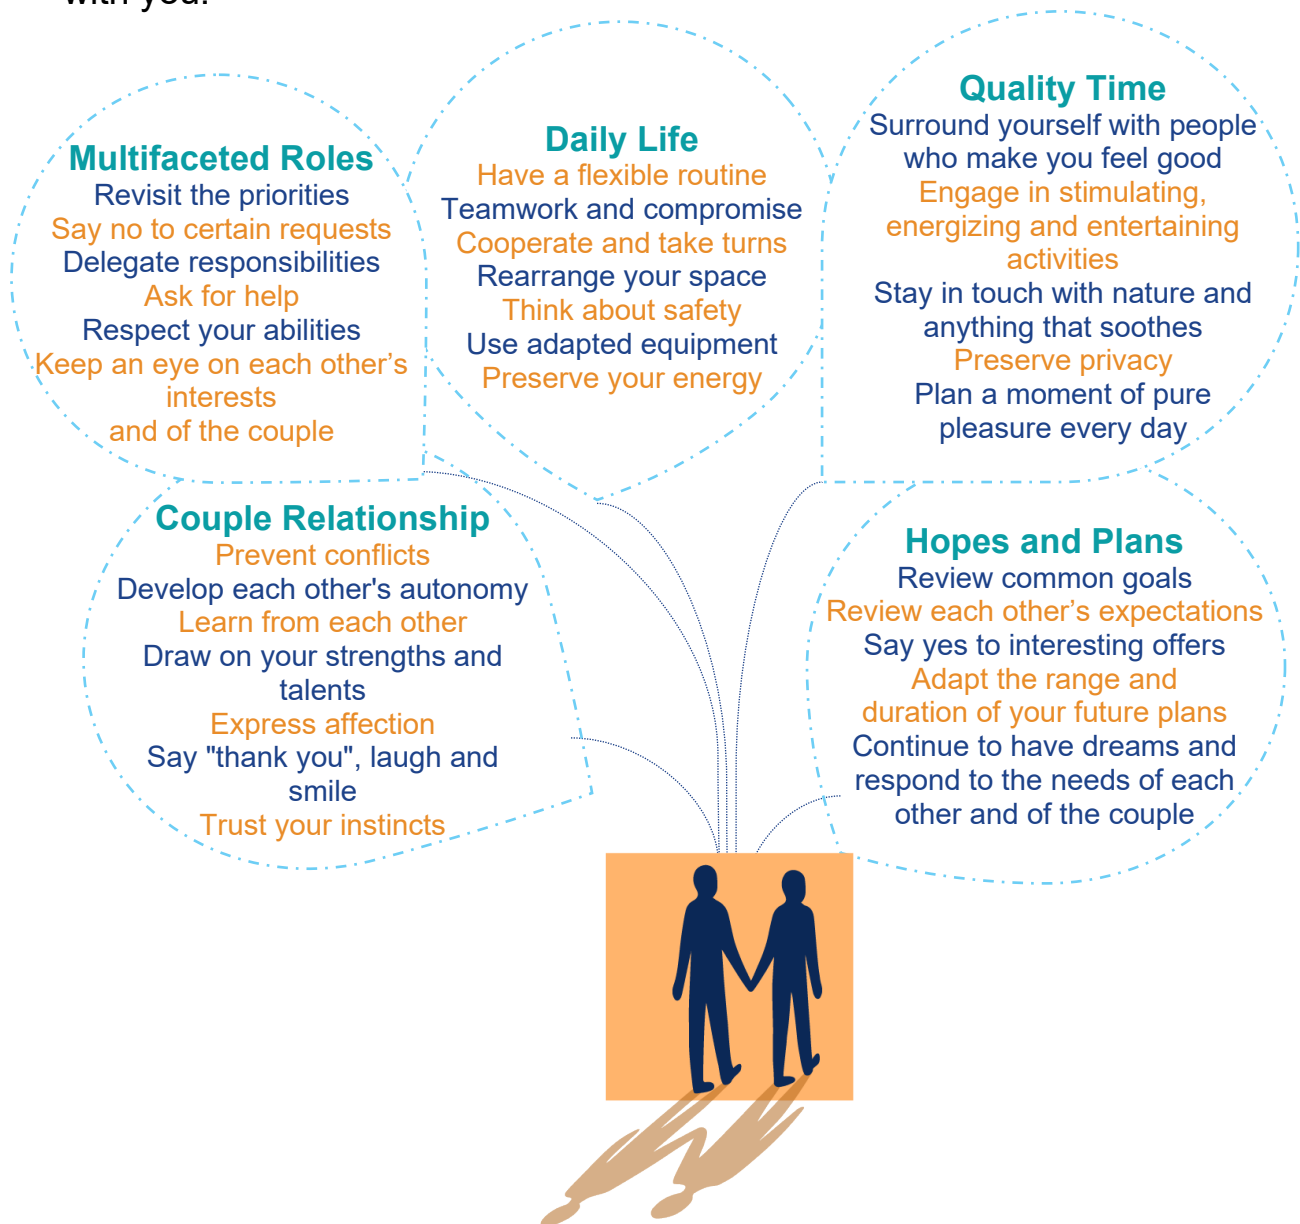 with you.
Multifaceted Roles
Revisit the priorities
Say no to certain requests
Delegate responsibilities
Ask for help
Respect your abilities
Keep an eye on each other’s
interests
and of the couple
Daily Life
Have a flexible routine
Teamwork and compromise
Cooperate and take turns
Rearrange your space
Think about safety
Use adapted equipment
Preserve your energy
Quality Time
Surround yourself with people
who make you feel good
Engage in stimulating,
energizing and entertaining
activities
Stay in touch with nature and
anything that soothes
Preserve privacy
Plan a moment of pure
pleasure every day
Couple Relationship
Prevent conflicts
Develop each other's autonomy
Learn from each other
Draw on your strengths and
talents
Express affection
Say "thank you", laugh and
smile
Trust your instincts
Hopes and Plans
Review common goals
Review each other’s expectations
Say yes to interesting offers
Adapt the range and
duration of your future plans
Continue to have dreams and
respond to the needs of each
other and of the couple